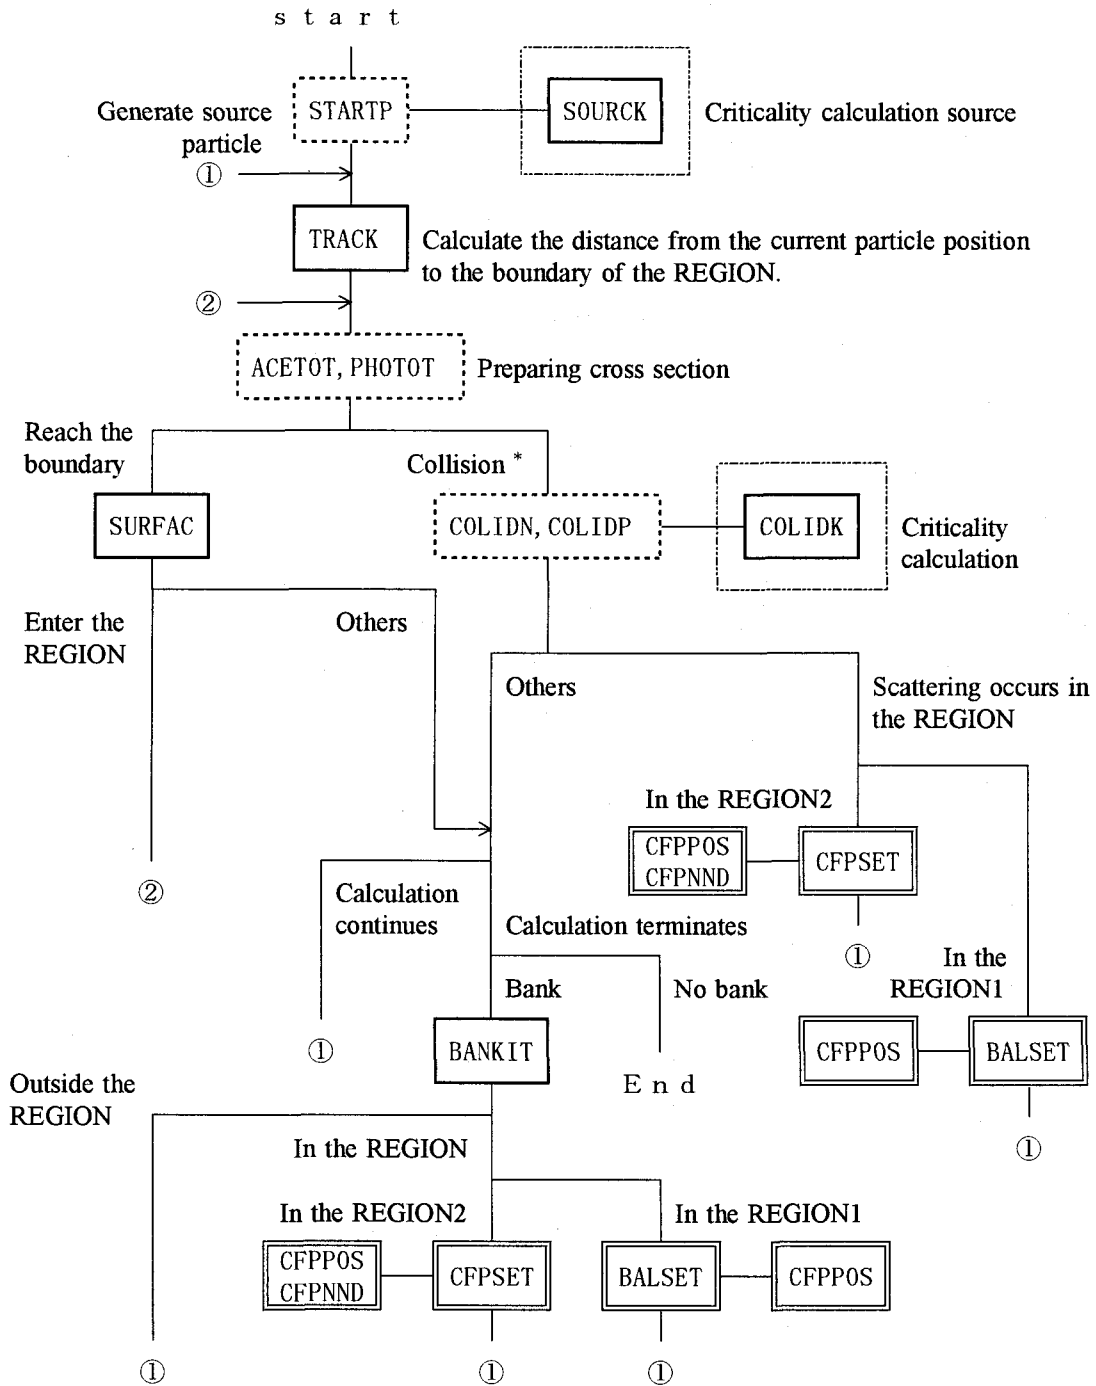 start
STARTP
SOURCK
Criticality calculation source
Generate source
particle
①
TRACK
Calculate the distance from the current particle position
to the boundary of the REGION.
②
ACETOT, PHOTOT
Preparing cross section
Reach the
boundary
Collision *
SURFAC
COLIDN, COLIDP
COLIDK
Criticality
calculation
Enter the
REGION
Others
Others
Scattering occurs in
the REGION
In the REGION2
CFPPOS
CFPNND
CFPSET
②
Calculation
continues
Calculation terminates
①
In the
REGION1
Bank
No bank
①
BANKIT
End
CFPPOS
BALSET
①
Outside the
REGION
In the REGION
In the REGION2
In the REGION1
CFPPOS
CFPNND
CFPSET
BALSET
CFPPOS
①
①
①